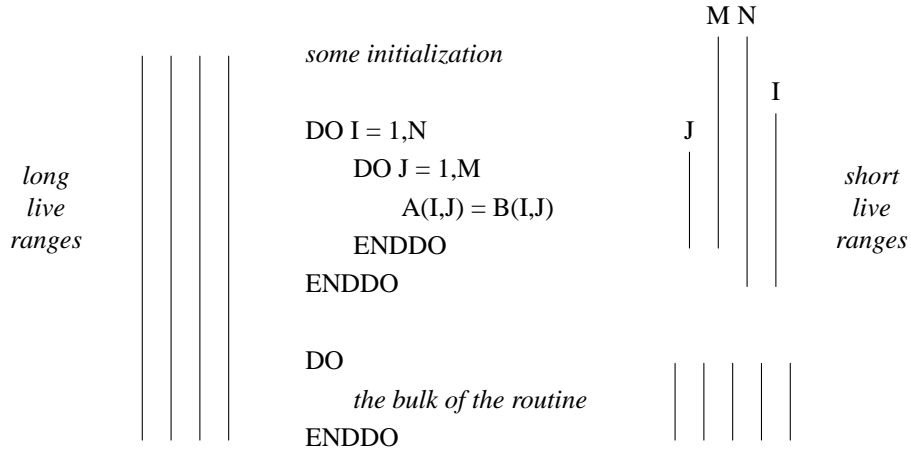 M N
some initialization
I
DO I = 1,N
J
DO J = 1,M
long
live
ranges
A(I,J) = B(I,J)
short
live
ranges
ENDDO
ENDDO
DO
the bulk of the routine
ENDDO